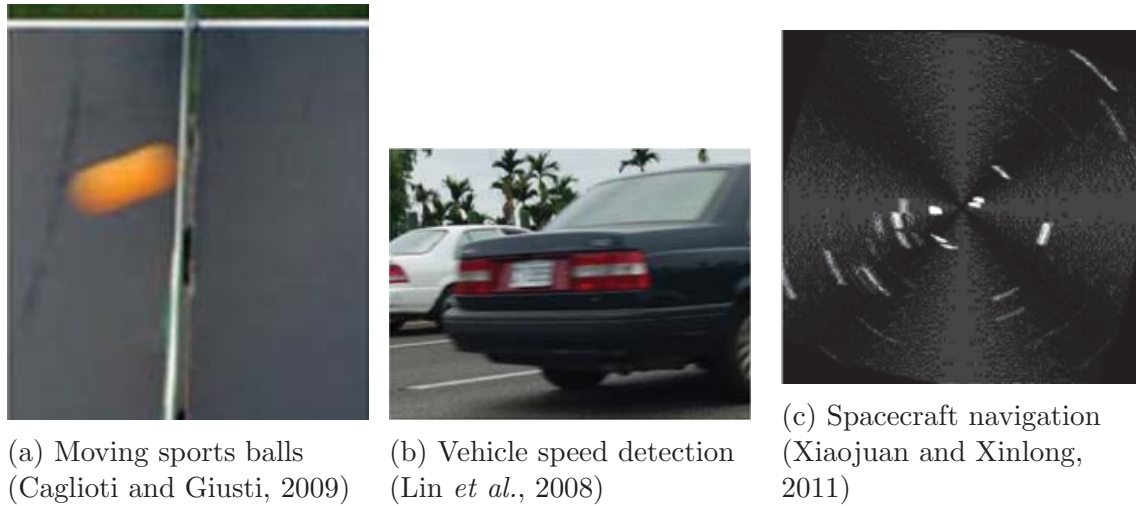 (a) Moving sports balls
(Caglioti and Giusti, 2009)
(b) Vehicle speed detection
(Lin et al., 2008)
(c) Spacecraft navigation
(Xiaojuan and Xinlong,
2011)